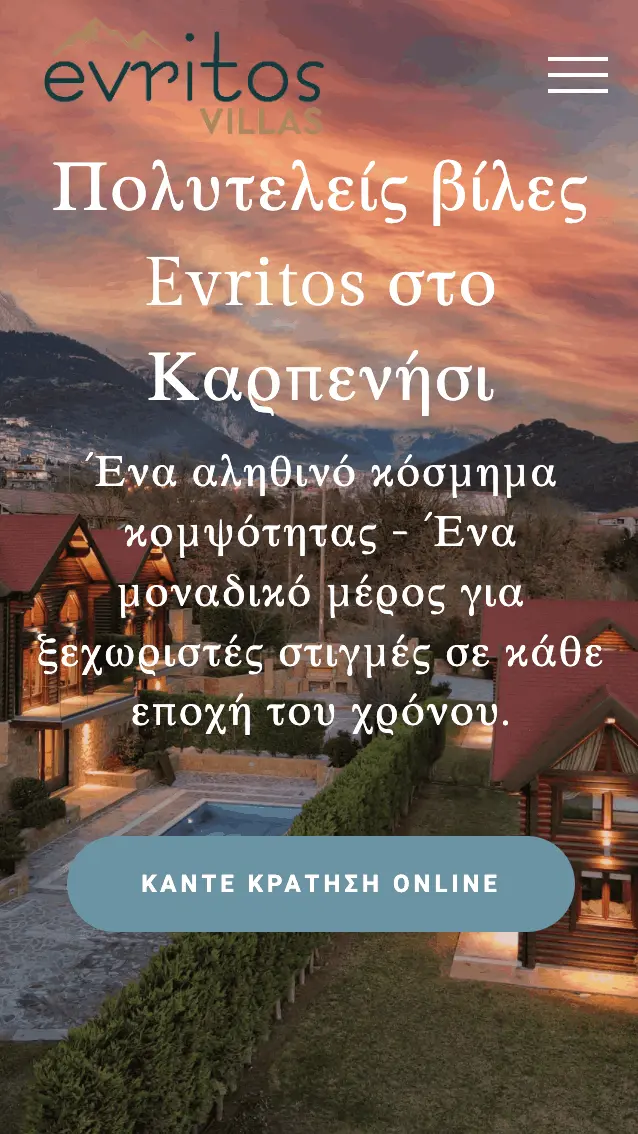 evritos
VILLAS
Πολυτελείς βίλες
Evritos στο
Καρπενήσι
Ένα αληθινό κόσμημα
κομψότητας - Ένα
μοναδικό μέρος για
ξεχωριστές στιγμές σε κάθε
εποχή του χρόνου.
ΚΑΝΤΕ ΚΡΑΤΗΣΗ ONLINE